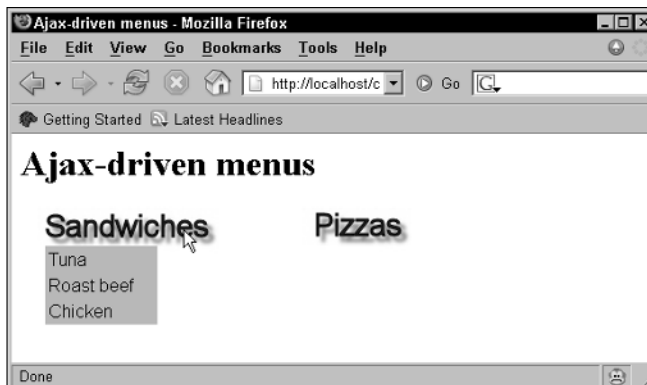 Ajax-driven menus - Mozilla Firefox
File Edit View Go Bookmarks Tools Help
http://localhost/c Go G
Getting Started Latest Headlines
Ajax-driven menus
Sandwiches Pizzas
Tuna
Roast beef
Chicken
Done